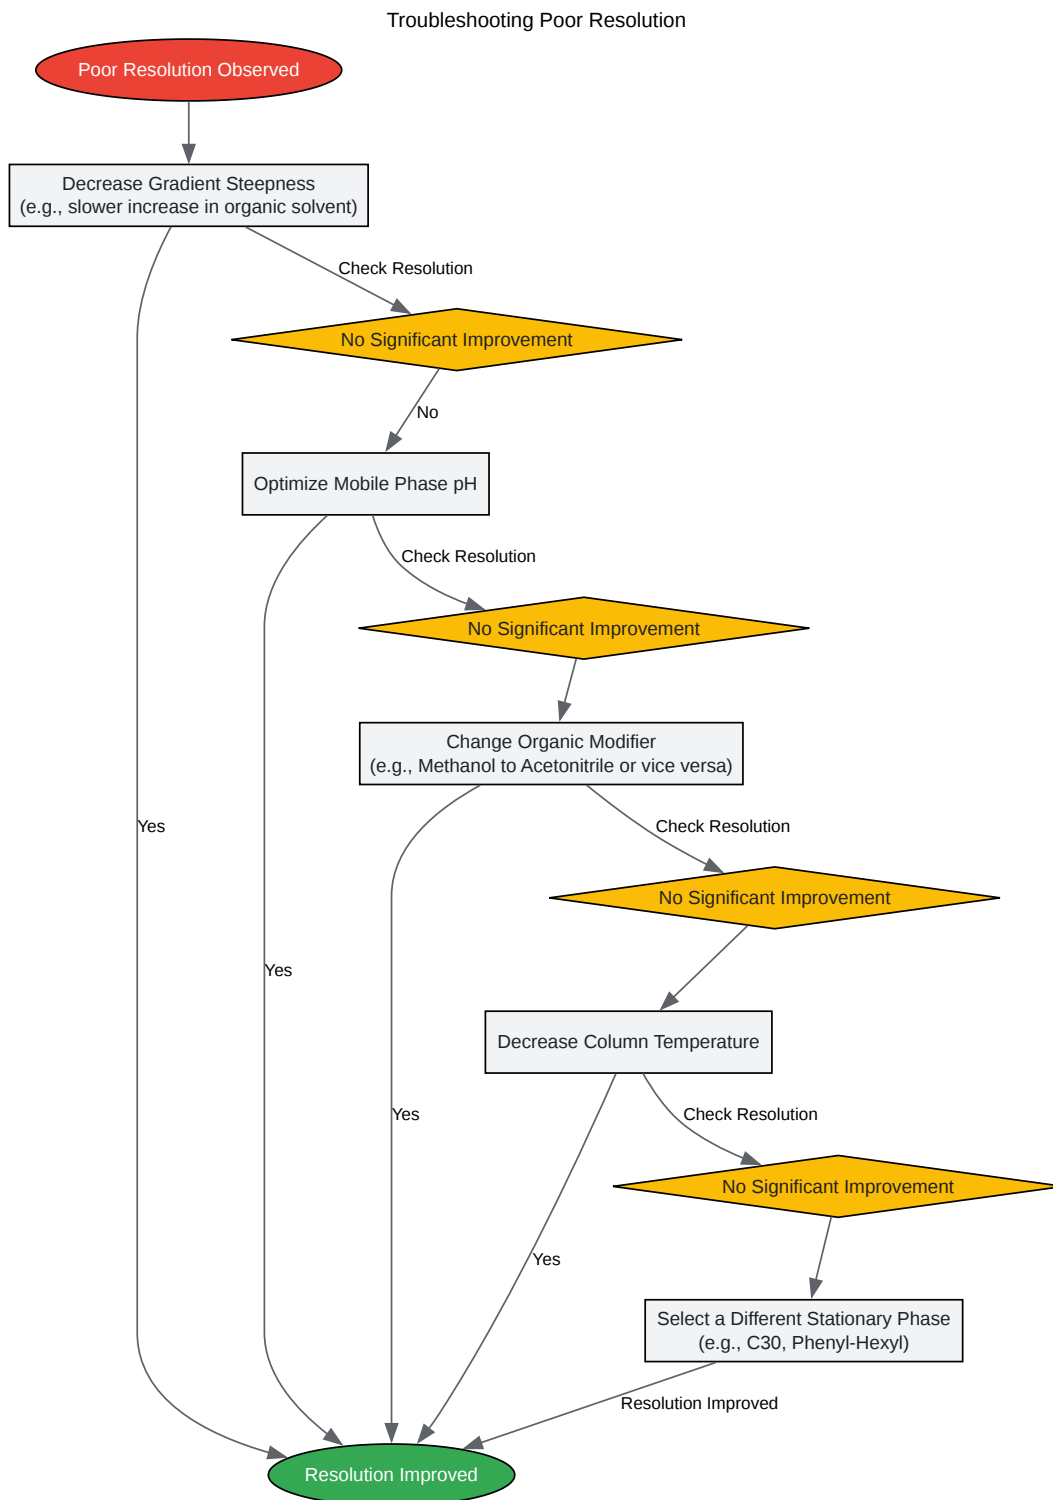 Troubleshooting Poor Resolution
Poor Resolution Observed
Decrease Gradient Steepness
(e.g., slower increase in organic solvent)
Check Resolution
No Significant Improvement
No
Optimize Mobile Phase pH
Check Resolution
No Significant Improvement
Change Organic Modifier
(e.g., Methanol to Acetonitrile or vice versa)
Yes
Check Resolution
No Significant Improvement
Yes
Decrease Column Temperature
Yes
Check Resolution
No Significant Improvement
Yes
Select a Different Stationary Phase
(e.g., C30, Phenyl-Hexyl)
Resolution Improved
Resolution Improved